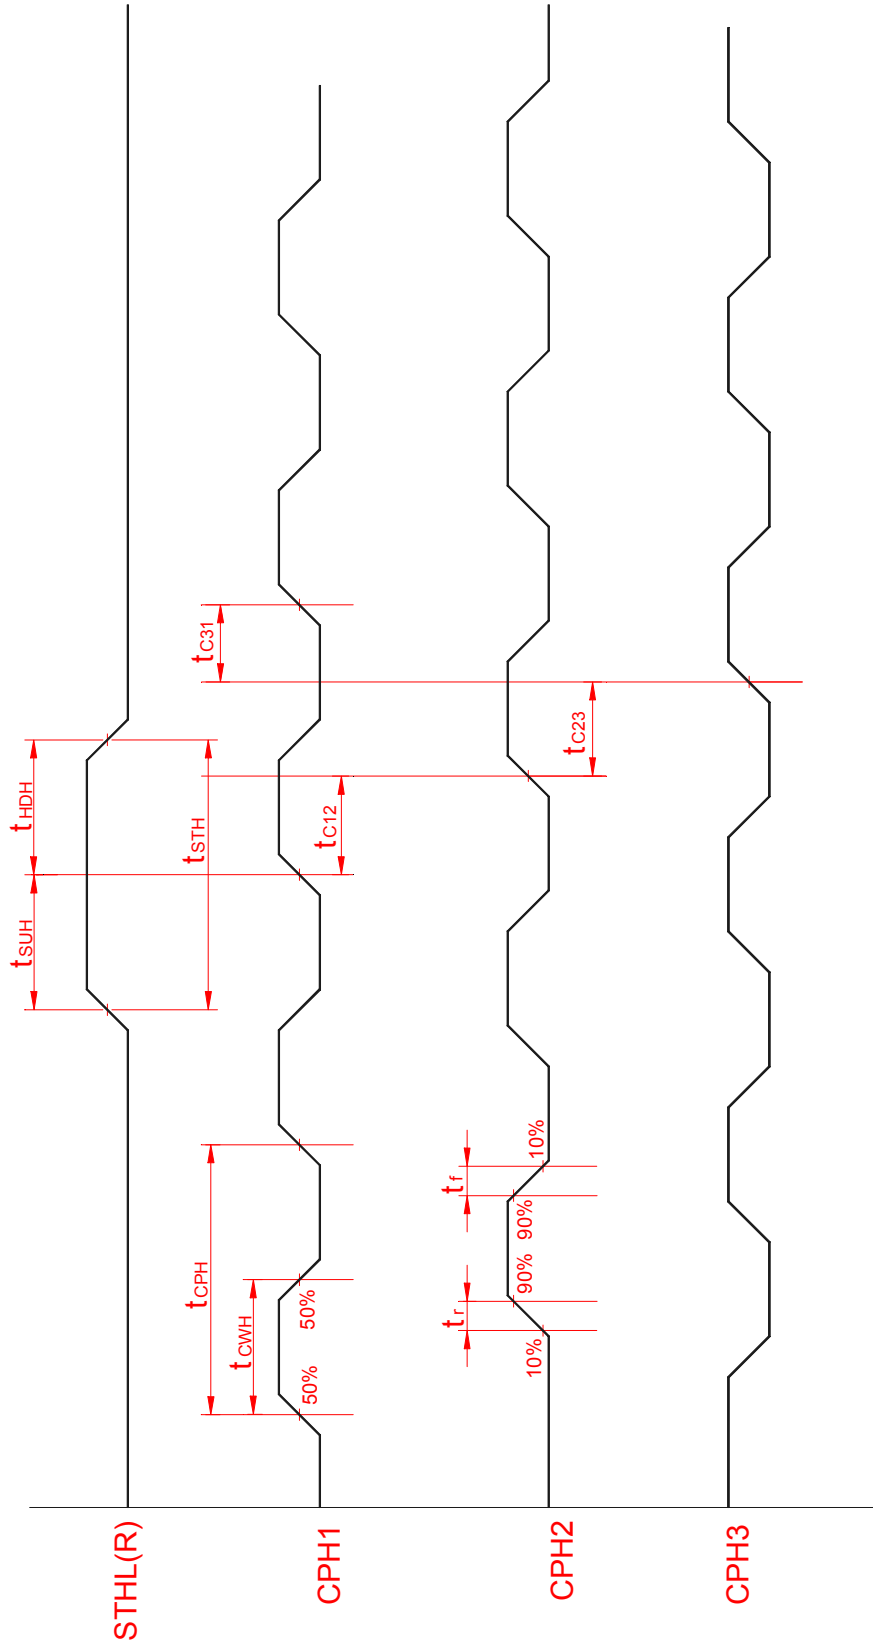 STHL(R)
tSUH
tHDH
tSTH
CPH1
tCWH
tCPH
50%
50%
tC12
tC31
CPH2
tr
tf
10%
90%
90%
10%
tC23
CPH3